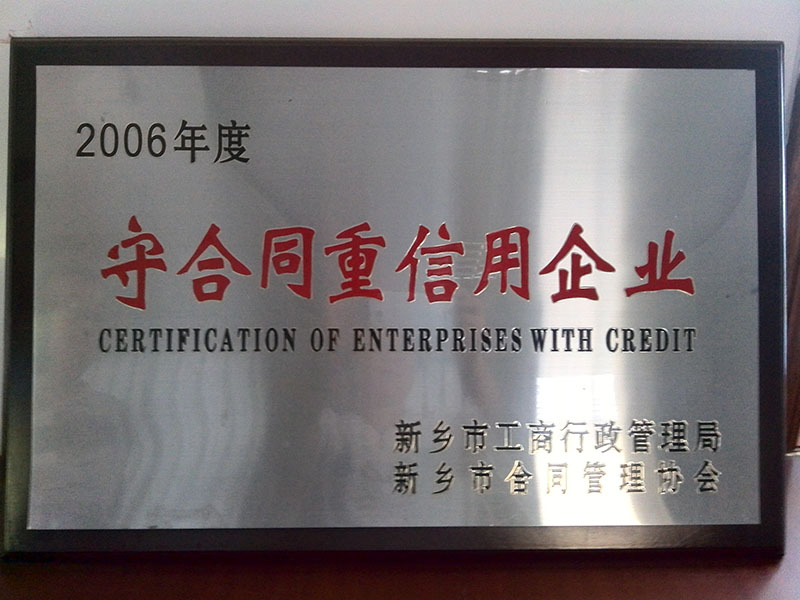 2006年度
守合同重信用企业
CERTIFICATION OF ENTERPRISES WITH CREDIT
新乡市工商行政管理局
新乡市合同管理协会